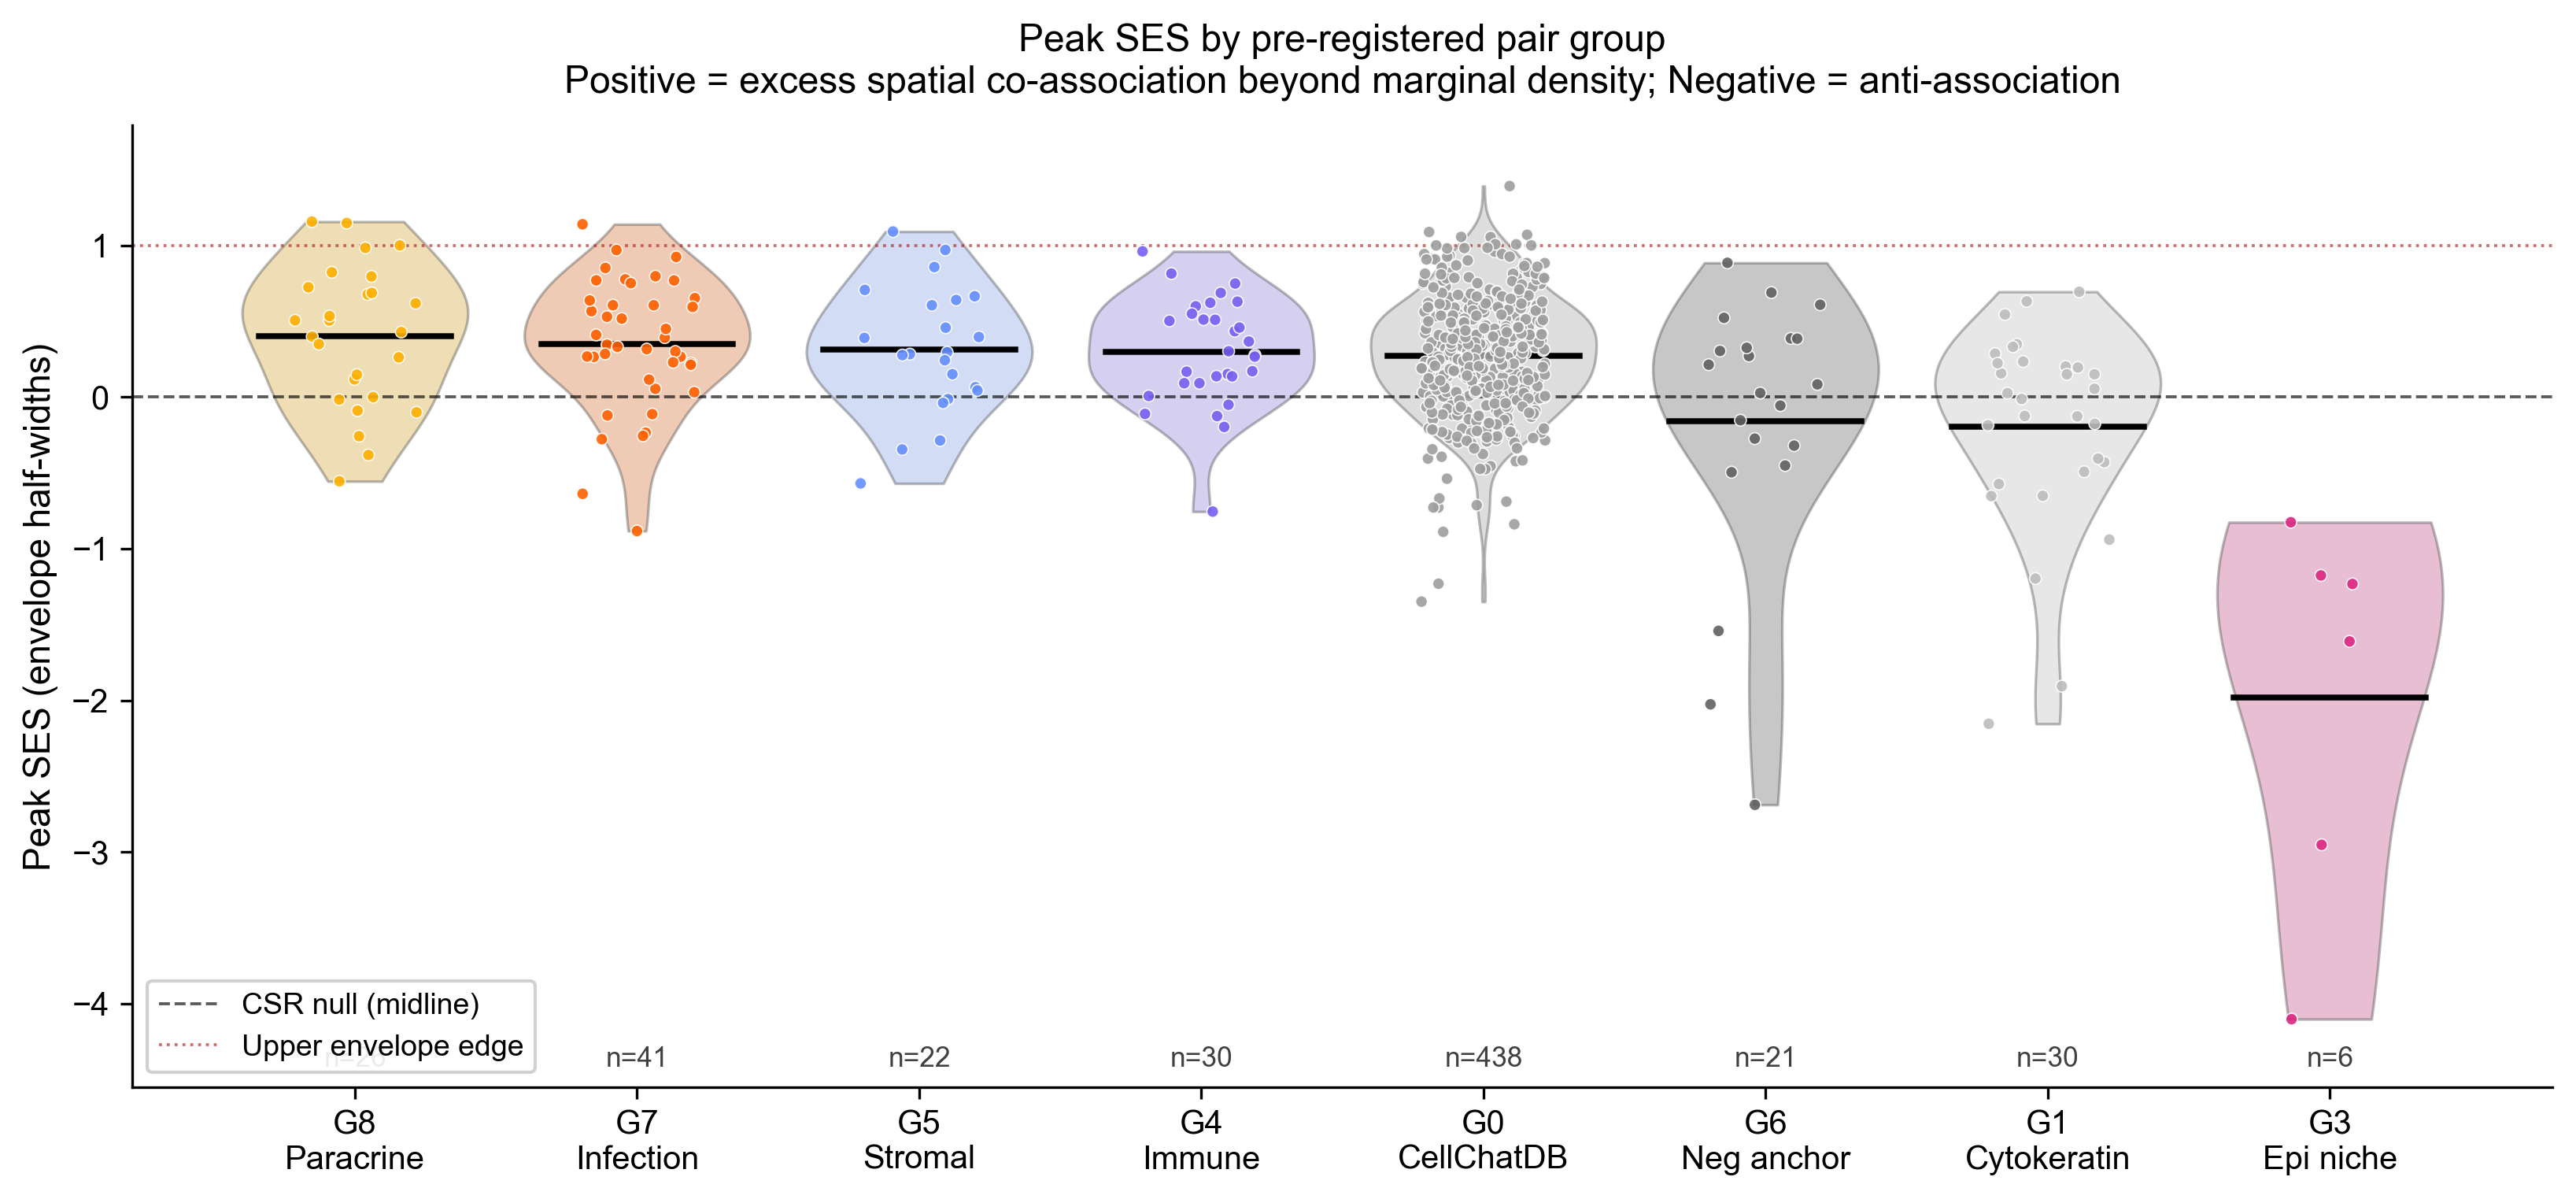 Peak SES by pre-registered pair group
Positive = excess spatial co-association beyond marginal density; Negative = anti-association
Peak SES (envelope half-widths)
1
0
−1
−2
−3
−4
CSR null (midline)
Upper envelope edge
n=41
n=22
n=30
n=438
n=21
n=30
n=6
G8
Paracrine
G7
Infection
G5
Stromal
G4
Immune
G0
CellChatDB
G6
Neg anchor
G1
Cytokeratin
G3
Epi niche